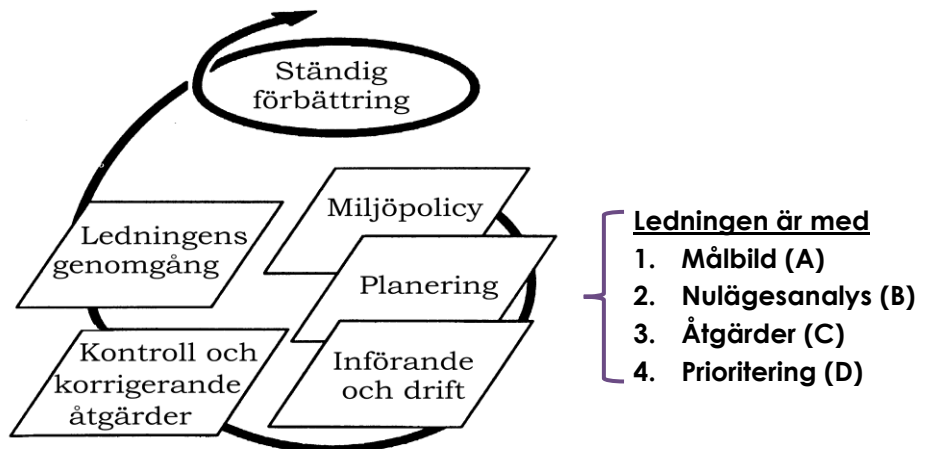 Ständig
förbättring
Miljöpolicy
Planering
Införande
och drift
Kontroll och
korrigerande
åtgärder
Ledningens
genomgång
Ledningen är med
1. Målbild (A)
2. Nulägesanalys (B)
3. Åtgärder (C)
4. Prioritering (D)